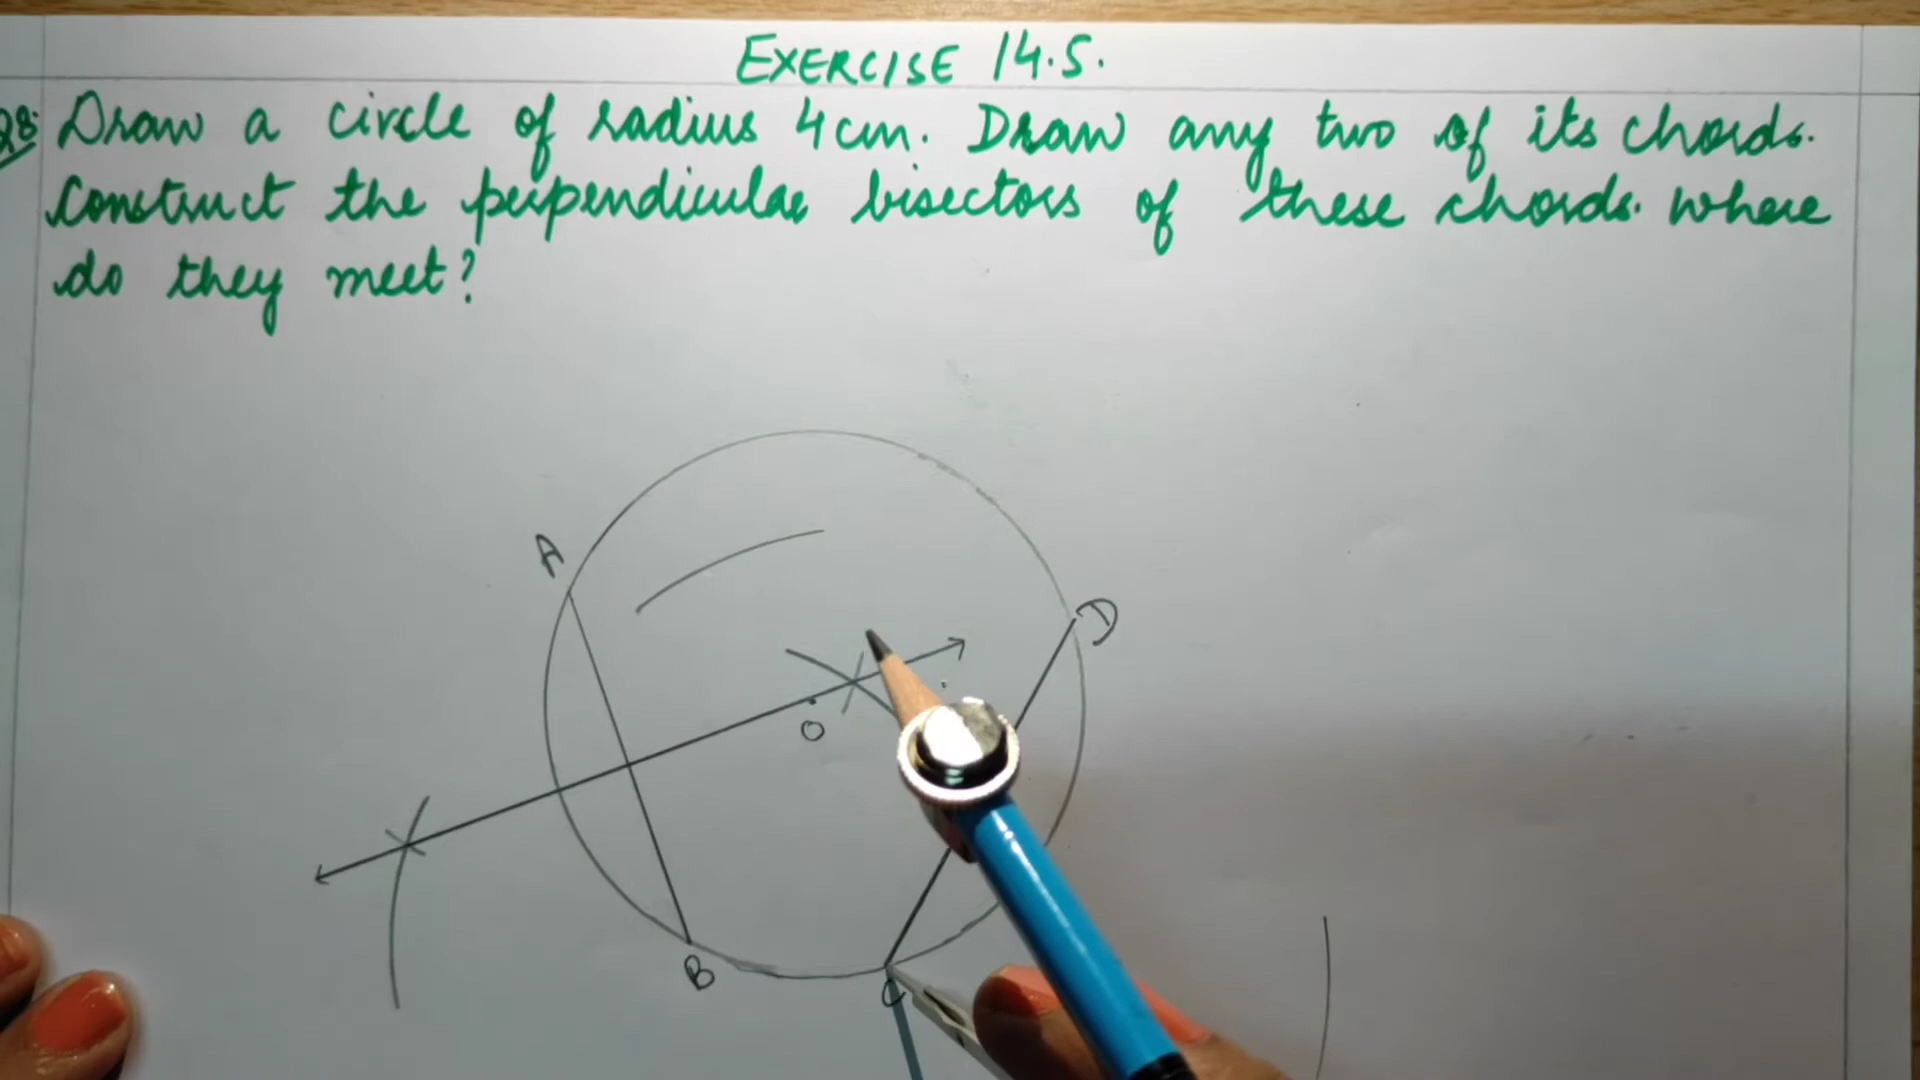 EXERCISE 14.5.
Q8. Draw a circle of radius 4cm. Draw any two of its chords.
Construct the perpendicular bisectors of these chords. where
do they meet?
A
D
O
B
C